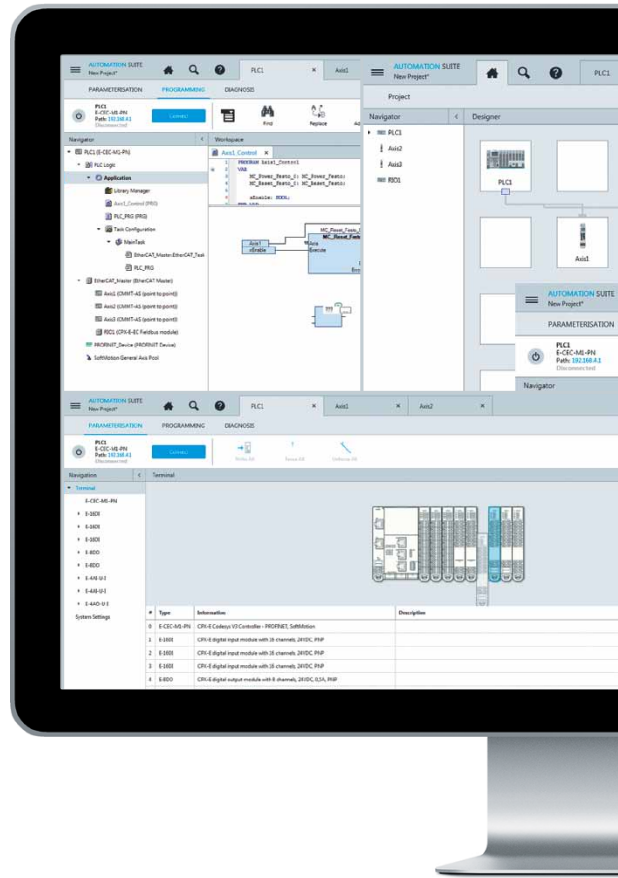 AUTOMATION SUITE
New Project*
PLC1
Axis1
PARAMETERISATION
PROGRAMMING
DIAGNOSIS
PLC1
E-CEC-M1-PN
Path: 192.168.4.1
Disconnected
Connect
Find
Replace
Navigator
Workspace
PLC1 (E-CEC-M1-PN)
PLC Logic
Application
Library Manager
Axis1_Control (PRG)
PLC_PRG (PRG)
Task Configuration
MainTask
EtherCAT_Master.EtherCAT_Task
PLC_PRG
EtherCAT_Master (EtherCAT Master)
Axis1 (CMMT-AS (point to point))
Axis2 (CMMT-AS (point to point))
Axis3 (CMMT-AS (point to point))
RIO1 (CPX-E-EC Fieldbus module)
PROFINET_Device (PROFINET Device)
SoftMotion General Axis Pool
Axis1_Control
PROGRAM Axis1_Control
VAR
MC_Power_Festo_0: MC_Power_Festo;
MC_Reset_Festo_0: MC_Reset_Festo;
xEnable: BOOL;
END_VAR
MC_Reset_Festo_0
MC_Reset_Festo
Axis1
Axis
xEnable
Execute
AUTOMATION SUITE
New Project*
PLC1
Project
Navigator
Designer
PLC1
Axis2
Axis3
RIO1
PLC1
Axis1
AUTOMATION SUITE
New Project*
PARAMETERISATION
PLC1
E-CEC-M1-PN
Path: 192.168.4.1
Disconnected
Navigator
AUTOMATION SUITE
New Project*
PLC1
Axis1
Axis2
PARAMETERISATION
PROGRAMMING
DIAGNOSIS
PLC1
E-CEC-M1-PN
Path: 192.168.4.1
Disconnected
Connect
Navigation
Terminal
Terminal
E-CEC-M1-PN
E-16DI
E-16DI
E-16DI
E-8DO
E-8DO
E-4AI-U-I
E-4AI-U-I
E-4AO-U-I
System Settings
# Type Information Description
0 E-CEC-M1-PN CPX-E Codesys V3 Controller - PROFINET, SoftMotion
1 E-16DI CPX-E digital input module with 16 channels, 24VDC, PNP
2 E-16DI CPX-E digital input module with 16 channels, 24VDC, PNP
3 E-16DI CPX-E digital input module with 16 channels, 24VDC, PNP
4 E-8DO CPX-E digital output module with 8 channels, 24VDC, 0,5A, PNP